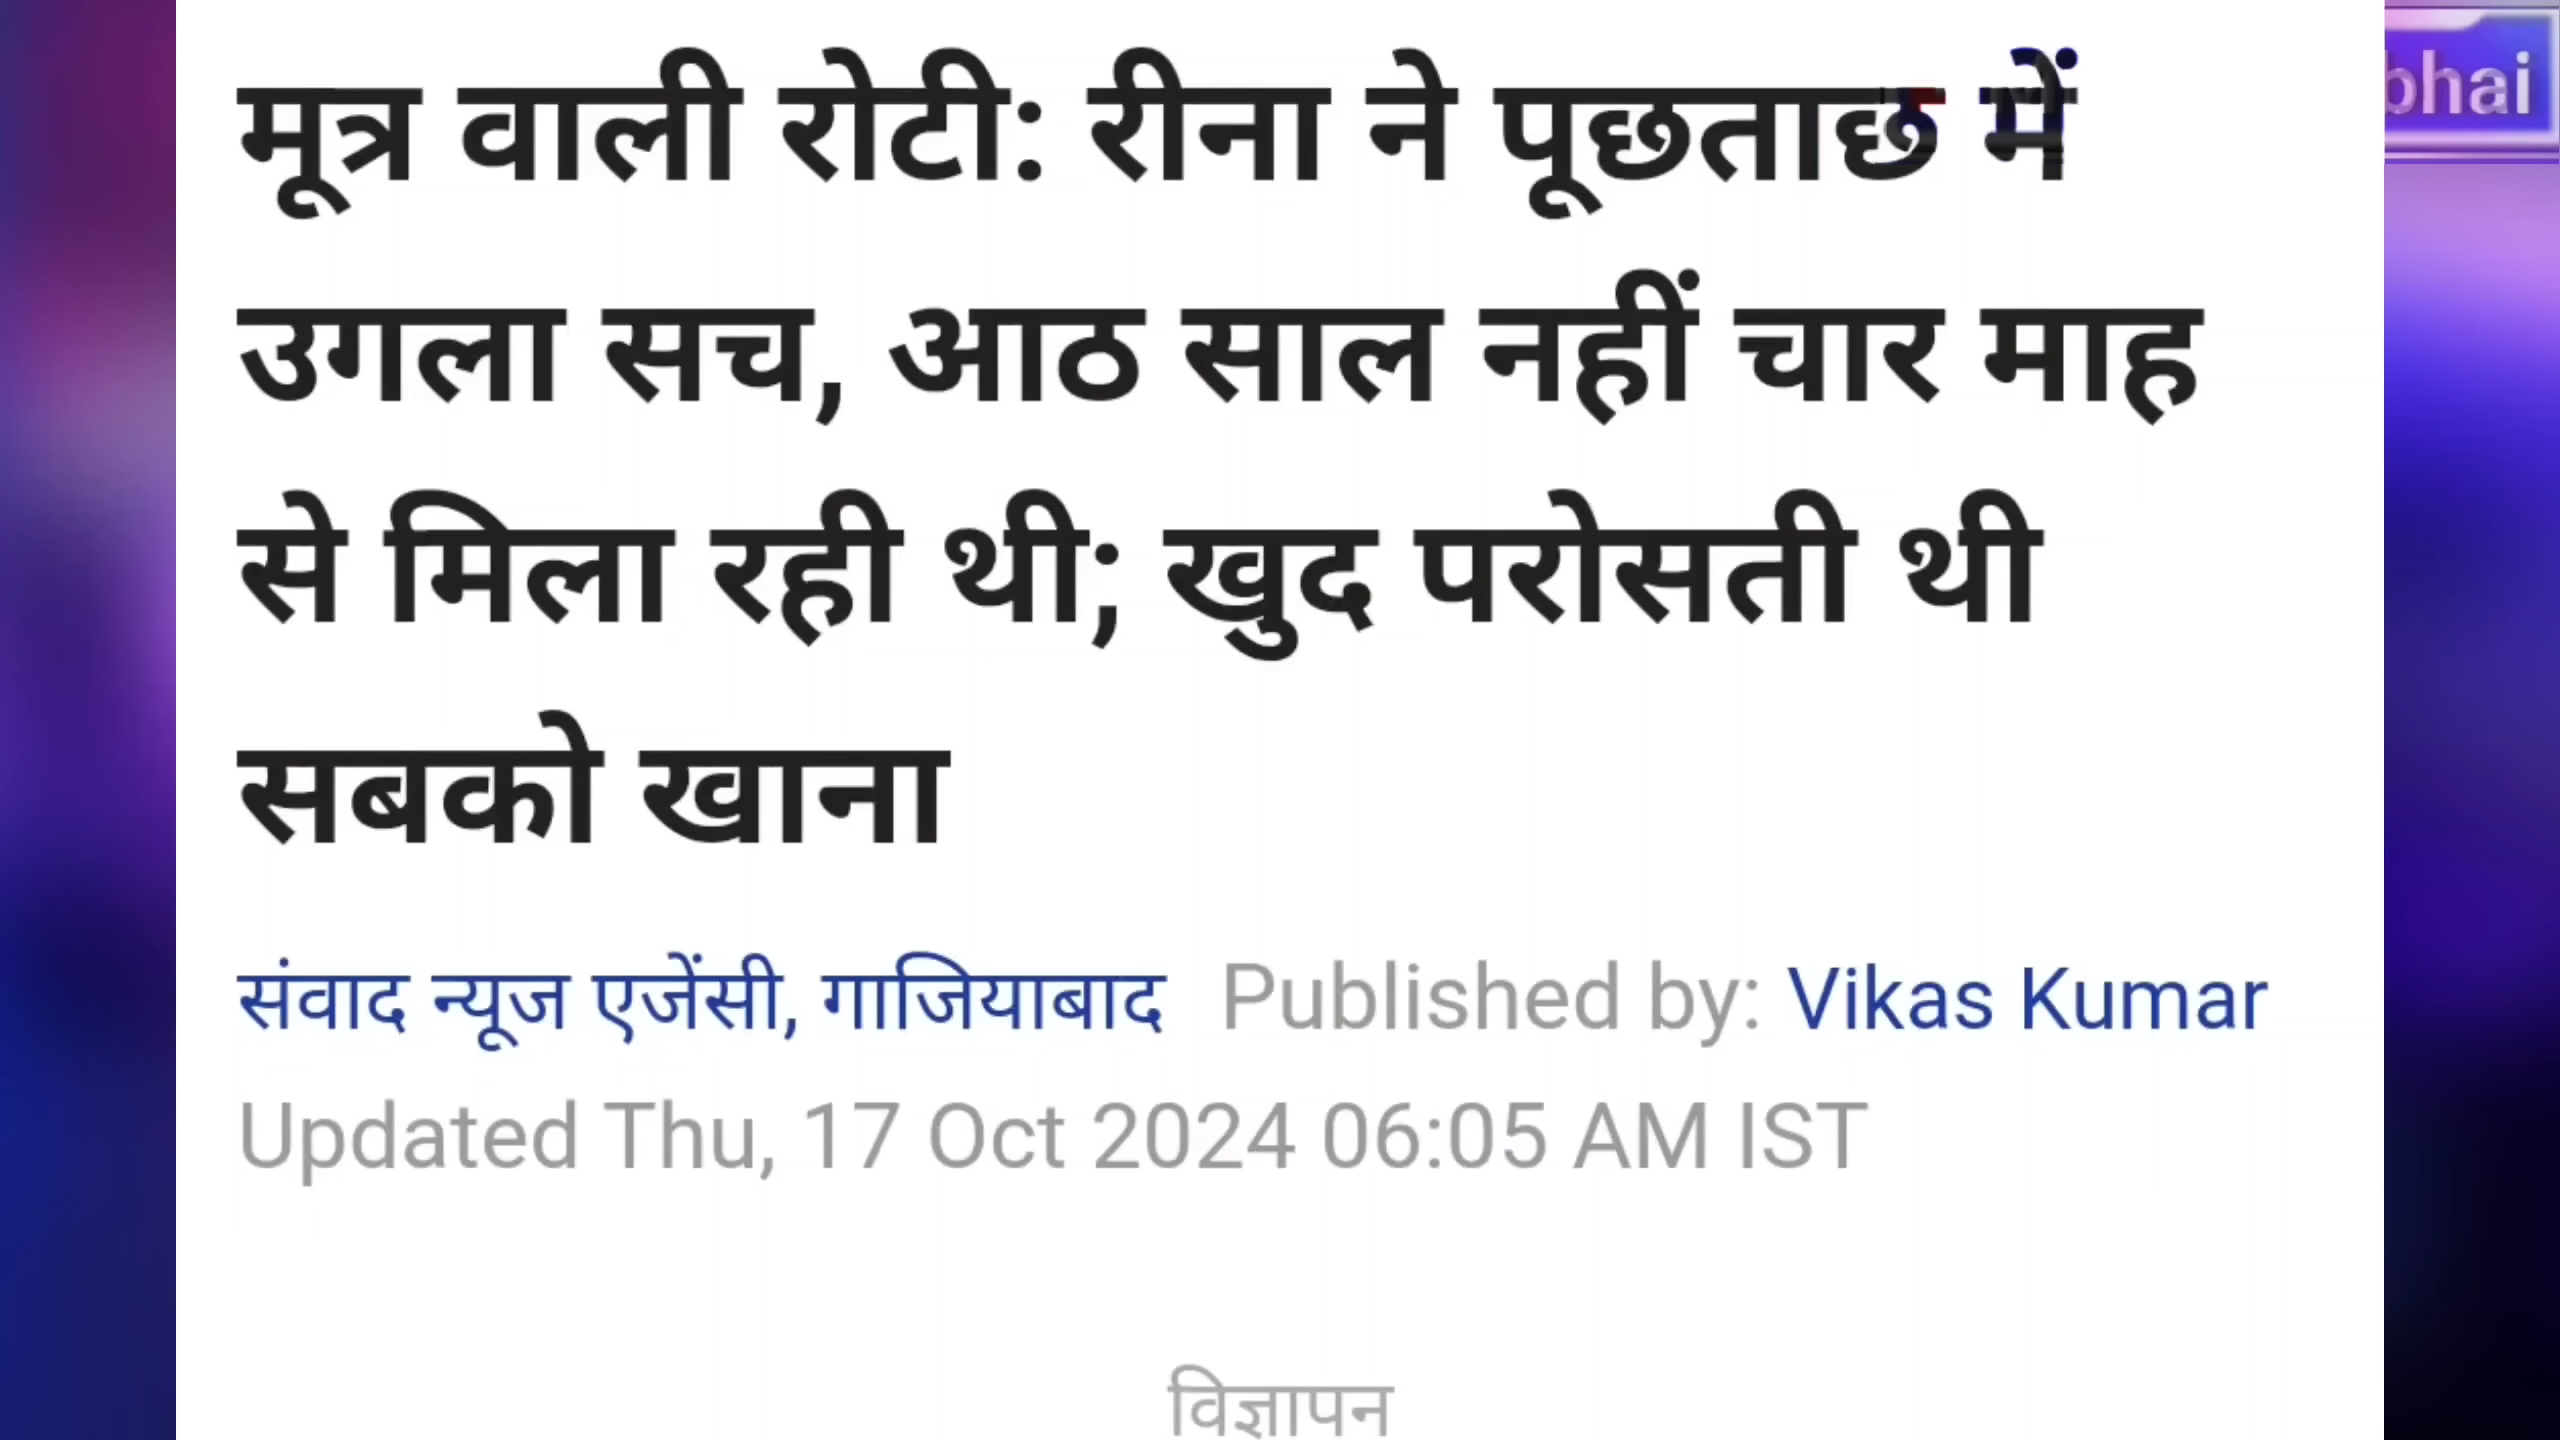 मूत्र वाली रोटी: रीना ने पूछताछ में
उगला सच, आठ साल नहीं चार माह
से मिला रही थी; खुद परोसती थी
सबको खाना
संवाद न्यूज एजेंसी, गाजियाबाद Published by: Vikas Kumar
Updated Thu, 17 Oct 2024 06:05 AM IST
विज्ञापन
bhai